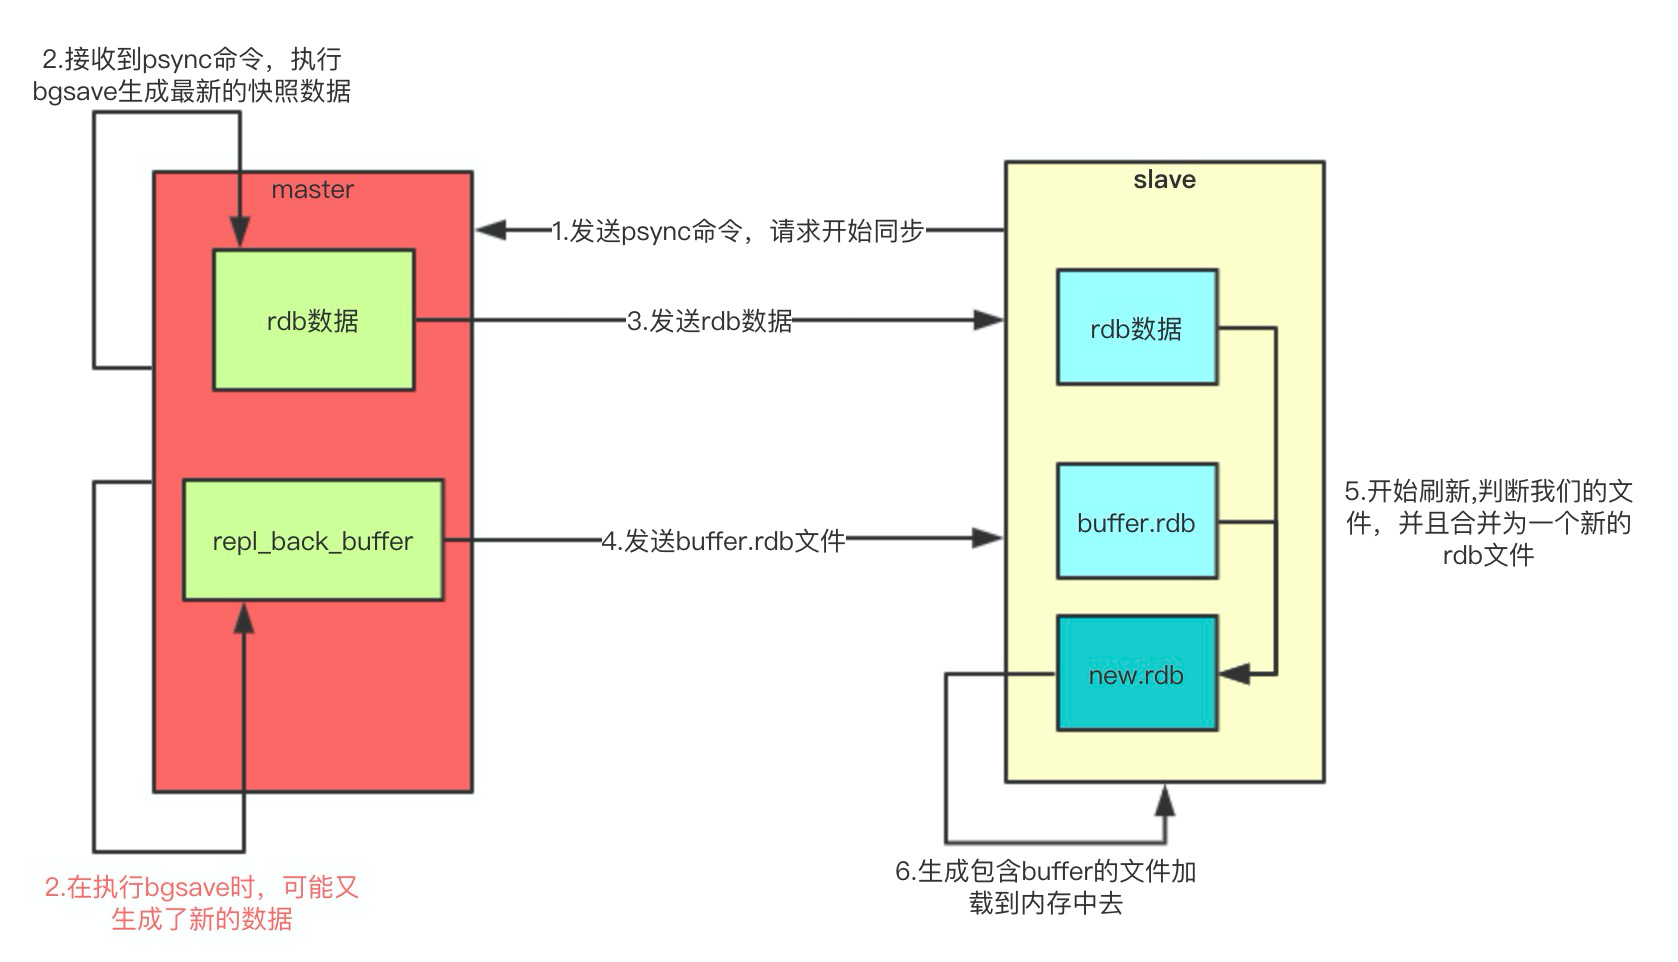 2.接收到psync命令，执行
bgsave生成最新的快照数据
master
slave
1.发送psync命令，请求开始同步
rdb数据
3.发送rdb数据
rdb数据
5.开始刷新,判断我们的文
件，并且合并为一个新的
rdb文件
repl_back_buffer
4.发送buffer.rdb文件
buffer.rdb
new.rdb
6.生成包含buffer的文件加
载到内存中去
2.在执行bgsave时，可能又
生成了新的数据